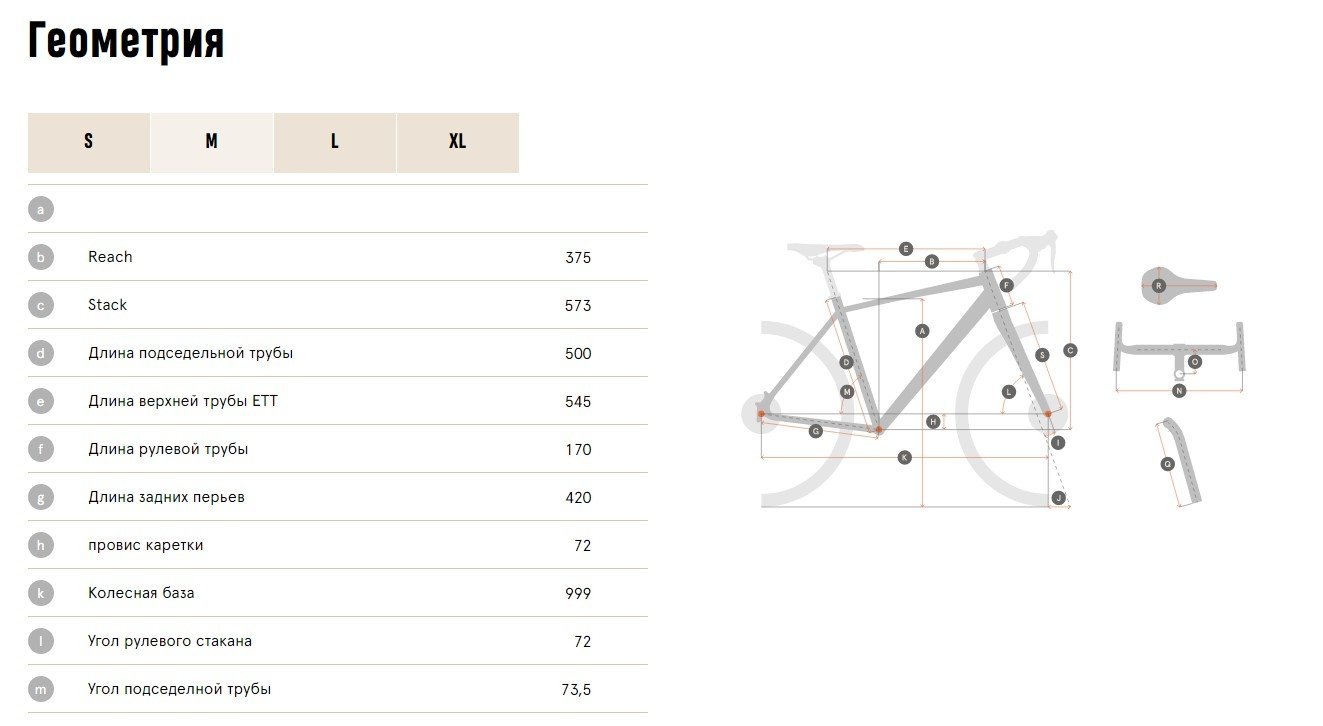 Геометрия
S M L XL
a
b Reach 375
c Stack 573
d Длина подседельной трубы 500
e Длина верхней трубы ETT 545
f Длина рулевой трубы 170
g Длина задних перьев 420
h провис каретки 72
k Колесная база 999
l Угол рулевого стакана 72
m Угол подседелной трубы 73,5
E
B
F
R
A
S
C
D
O
M
L
N
H
G
I
K
Q
J